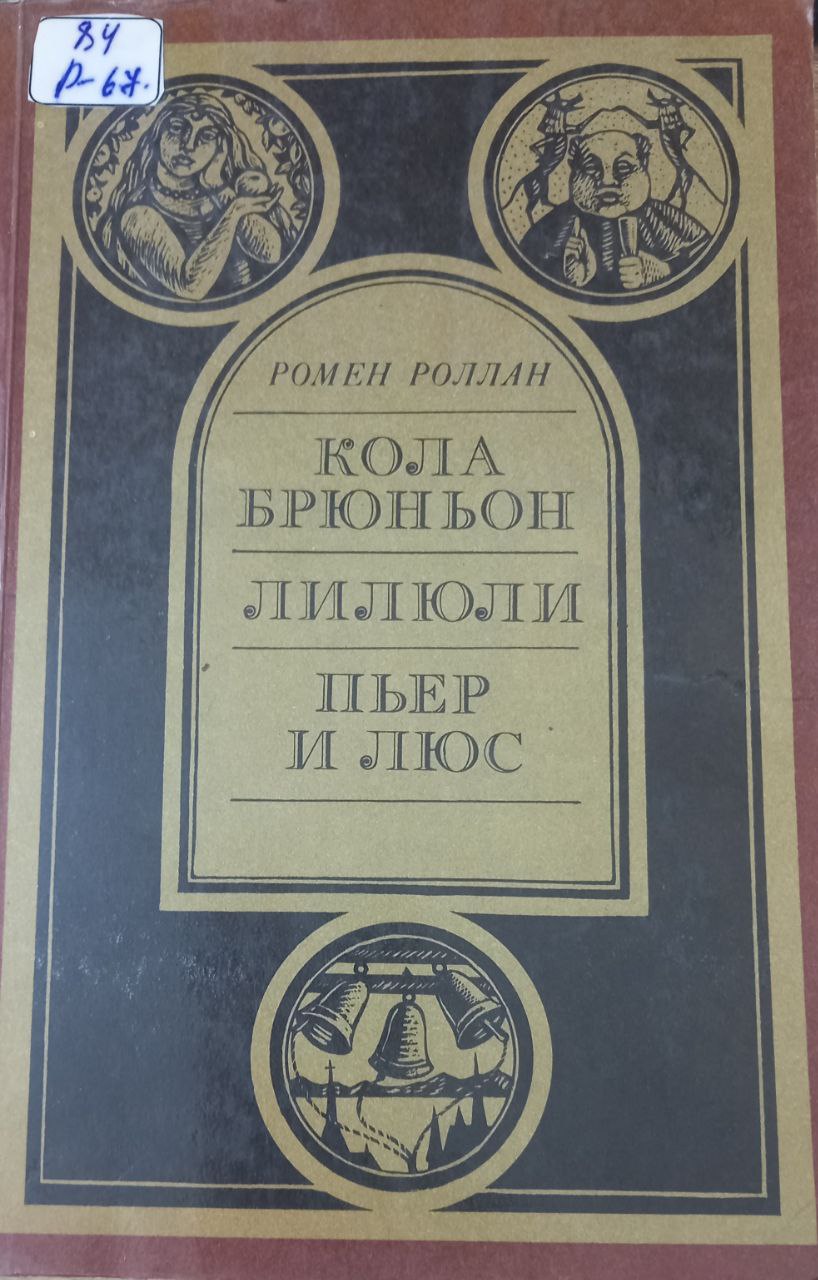 84
Р-67.
РОМЕН РОЛЛАН
КОЛА
БРЮНЬОН
ЛИЛЮЛИ
ПЬЕР
И ЛЮС